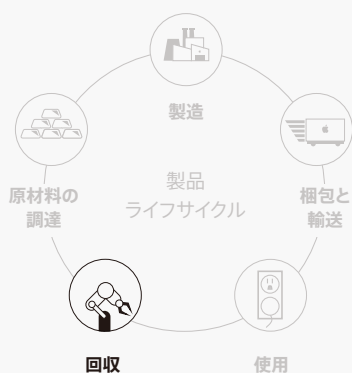 製造
原材料の
調達
製品
ライフサイクル
梱包と
輸送
回収
使用